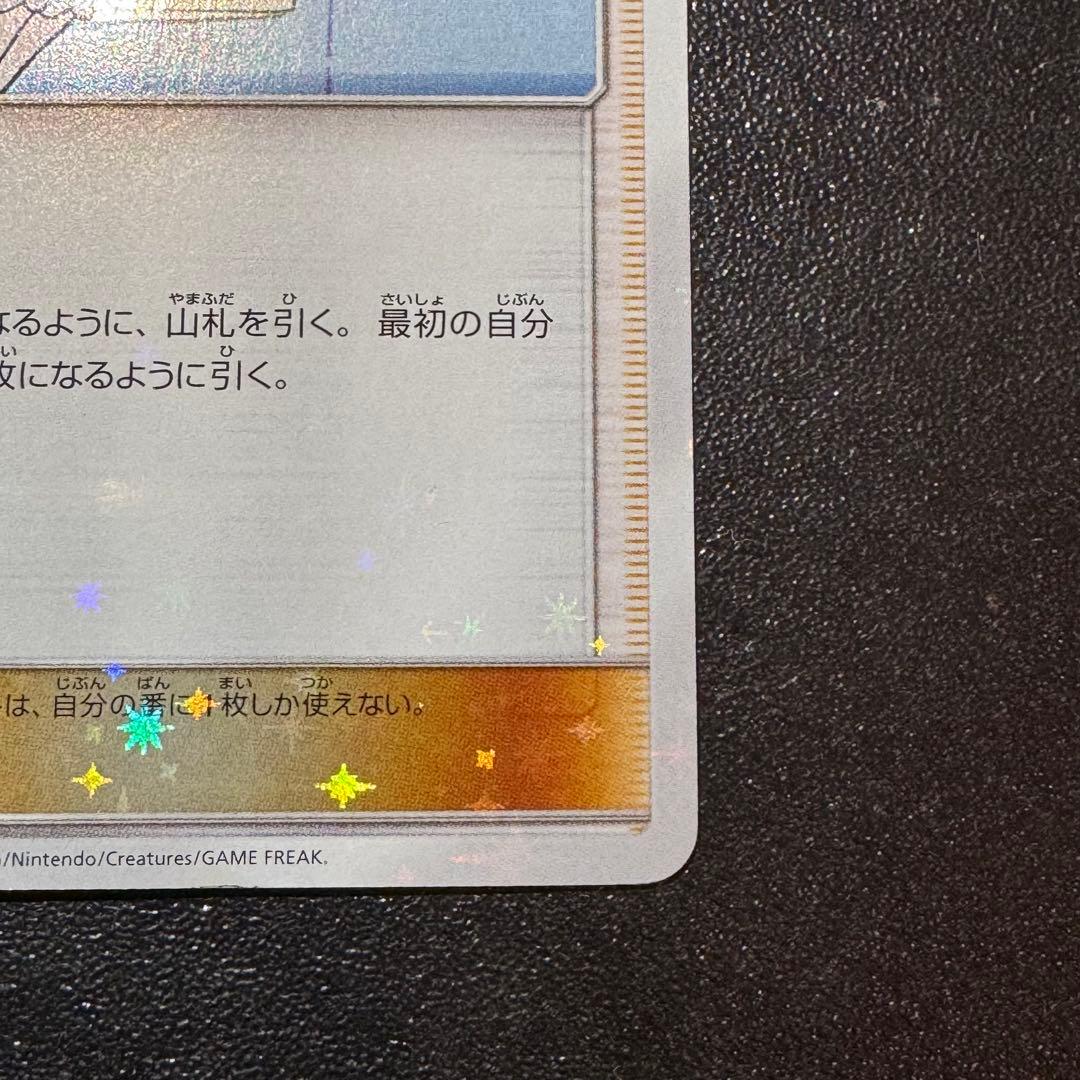 なるように、山札を引く。最初の自分
枚になるように引く。
は、自分の番に1枚しか使えない。
/Nintendo/Creatures/GAME FREAK.